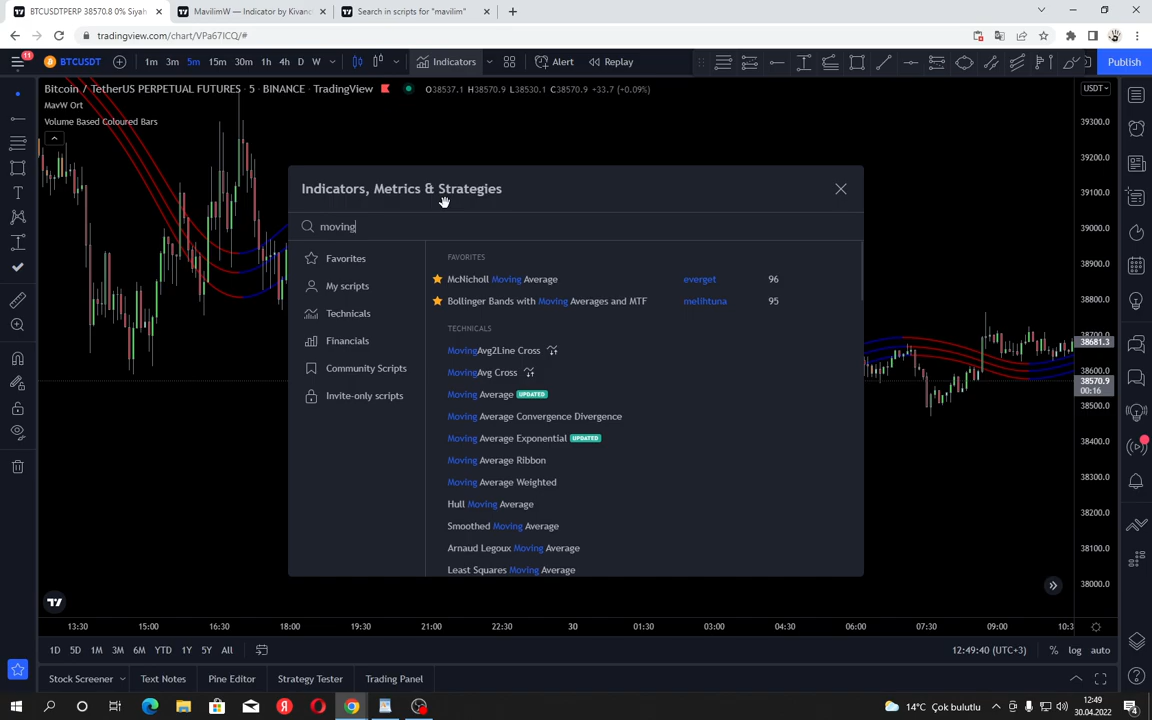 BTCUSDTPERP 38570.8 0% Siyah
MavilimW — Indicator by Kivanc
Search in scripts for "mavilim"
tradingview.com/chart/VPa67ICQ/#
11
BTCUSDT
1m 3m 5m 15m 30m 1h 4h D W
Indicators
Alert
Replay
Publish
Bitcoin / TetherUS PERPETUAL FUTURES · 5 · BINANCE · TradingView
O38537.1 H38570.9 L38530.1 C38570.9 +33.7 (+0.09%)
USDT
MavW Ort
Volume Based Coloured Bars
39300.0
39200.0
39100.0
39000.0
38900.0
38800.0
38700.0
38681.3
38600.0
38570.9
00:16
38500.0
38400.0
38300.0
38200.0
38100.0
38000.0
Indicators, Metrics & Strategies
moving
Favorites
My scripts
Technicals
Financials
Community Scripts
Invite-only scripts
FAVORITES
McNicholl Moving Average everget 96
Bollinger Bands with Moving Averages and MTF melihtuna 95
TECHNICALS
MovingAvg2Line Cross
MovingAvg Cross
Moving Average UPDATED
Moving Average Convergence Divergence
Moving Average Exponential UPDATED
Moving Average Ribbon
Moving Average Weighted
Hull Moving Average
Smoothed Moving Average
Arnaud Legoux Moving Average
Least Squares Moving Average
13:30 15:00 16:30 18:00 19:30 21:00 22:30 30 01:30 03:00 04:30 06:00 07:30 09:00 10:3
1D 5D 1M 3M 6M YTD 1Y 5Y All
12:49:40 (UTC+3) % log auto
Stock Screener Text Notes Pine Editor Strategy Tester Trading Panel
14°C Çok bulutlu
12:49
30.04.2022
4